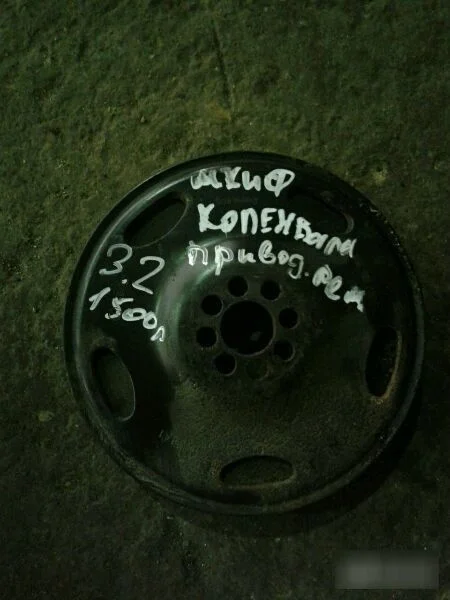 шкиф
коленвала
привод. рем
3.2
1500р